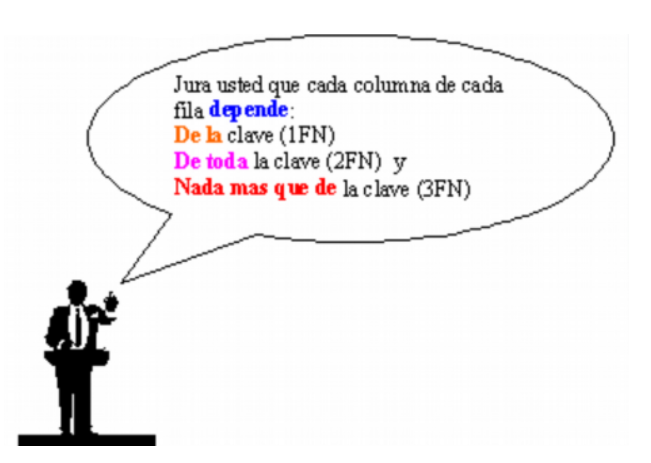 Jura usted que cada columna de cada
fila depende:
De la clave (1FN)
De toda la clave (2FN) y
Nada mas que de la clave (3FN)